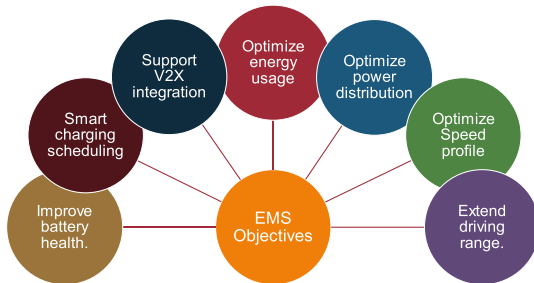 Optimize
energy
usage
Support
V2X
integration
Optimize
power
distribution
Smart
charging
scheduling
Optimize
Speed
profile
Improve
battery
health.
EMS
Objectives
Extend
driving
range.